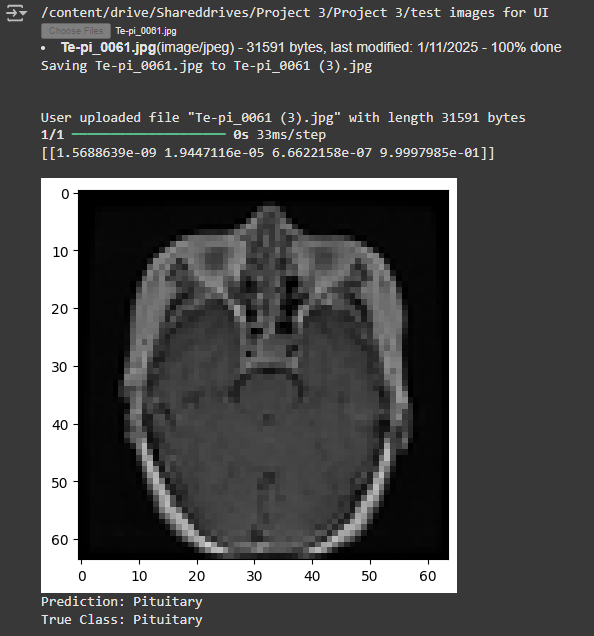 /content/drive/Shareddrives/Project 3/Project 3/test images for UI
Choose Files Te-pi_0061.jpg
• Te-pi_0061.jpg(image/jpeg) - 31591 bytes, last modified: 1/11/2025 - 100% done
Saving Te-pi_0061.jpg to Te-pi_0061 (3).jpg
User uploaded file "Te-pi_0061 (3).jpg" with length 31591 bytes
1/1 ━━━━━━━━━━━━━━━━━━━━ 0s 33ms/step
[[1.5688639e-09 1.9447116e-05 6.6622158e-07 9.9997985e-01]]
0
10
20
30
40
50
60
0 10 20 30 40 50 60
Prediction: Pituitary
True Class: Pituitary